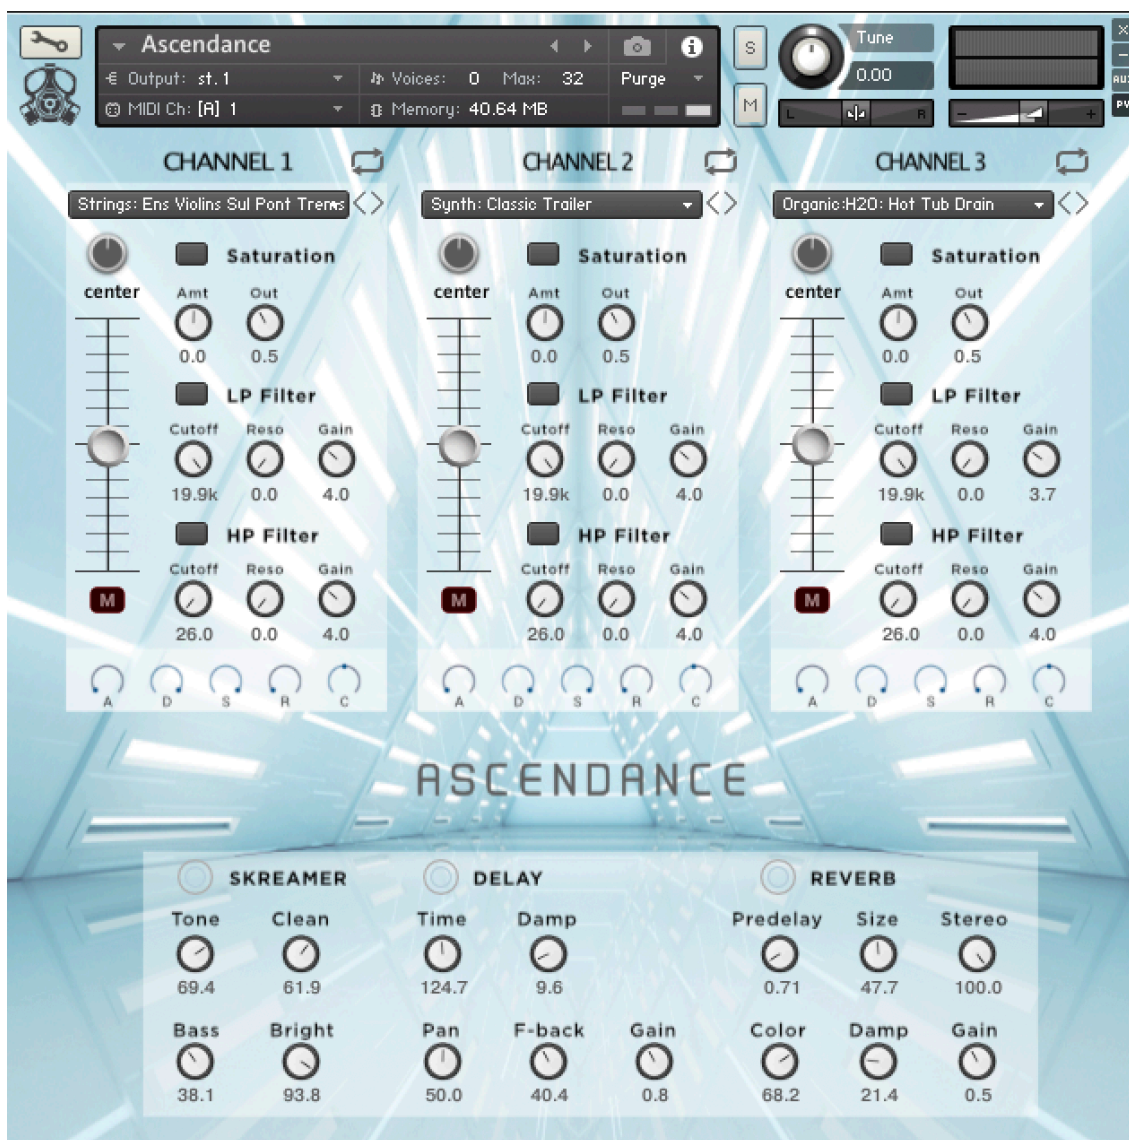 Ascendance
S
Tune
Output: st. 1
Voices: 0 Max: 32
Purge
0.00
MIDI Ch: [A] 1
Memory: 40.64 MB
M
L R
- +
X
-
AUX
PV
CHANNEL 1
CHANNEL 2
CHANNEL 3
Synth: Classic Trailer
Organic:H2O: Hot Tub Drain
Strings: Ens Violins Sul Pont
Saturation
Saturation
Saturation
center
Amt Out
center
Amt Out
center
Amt Out
0.0 0.5
0.0 0.5
0.0 0.5
LP Filter
LP Filter
LP Filter
Cutoff Reso Gain
Cutoff Reso Gain
Cutoff Reso Gain
19.9k 0.0 4.0
19.9k 0.0 4.0
19.9k 0.0 3.7
HP Filter
HP Filter
HP Filter
Cutoff Reso Gain
Cutoff Reso Gain
Cutoff Reso Gain
M
M
M
26.0 0.0 4.0
26.0 0.0 4.0
26.0 0.0 4.0
A D S R C
A D S R C
A D S R C
ASCENDANCE
SKREAMER
DELAY
REVERB
Tone Clean
Time Damp
Predelay Size Stereo
69.4 61.9
124.7 9.6
0.71 47.7 100.0
Bass Bright
Pan F-back Gain
Color Damp Gain
38.1 93.8
50.0 40.4 0.8
68.2 21.4 0.5